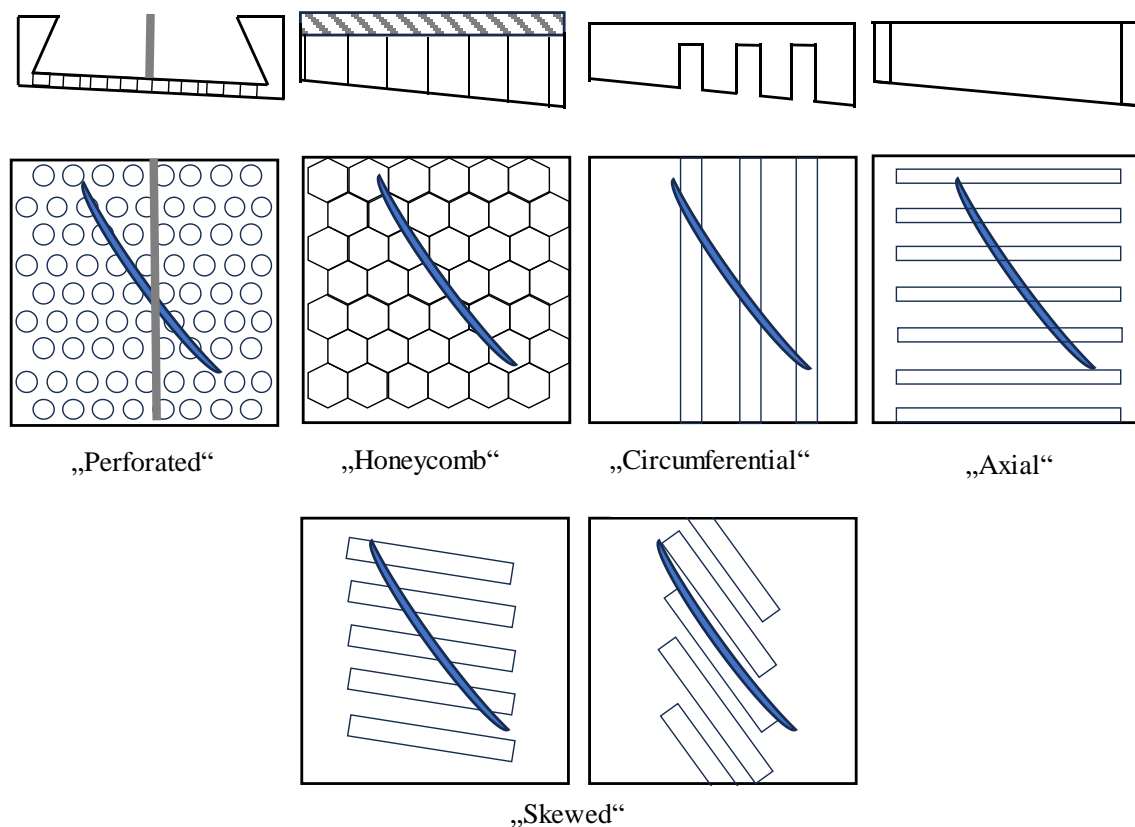 „Perforated“
„Honeycomb“
„Circumferential“
„Axial“
„Skewed“